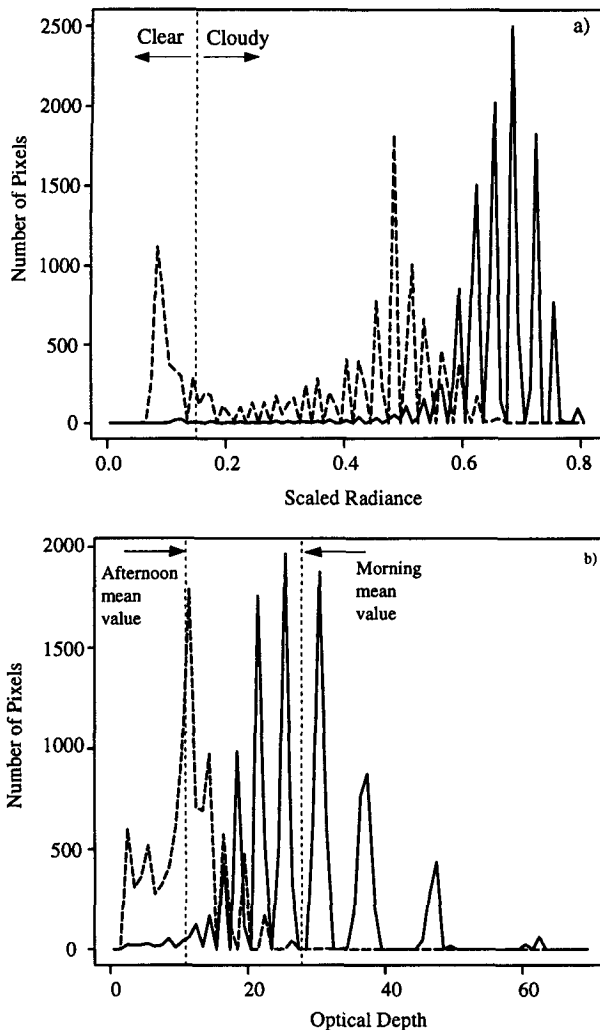 a)
Clear Cloudy
2500
2000
1500
1000
500
0
Number of Pixels
0.0 0.2 0.4 0.6 0.8
Scaled Radiance
b)
Afternoon
mean
value
Morning
mean
value
2000
1500
1000
500
0
Number of Pixels
0 20 40 60
Optical Depth